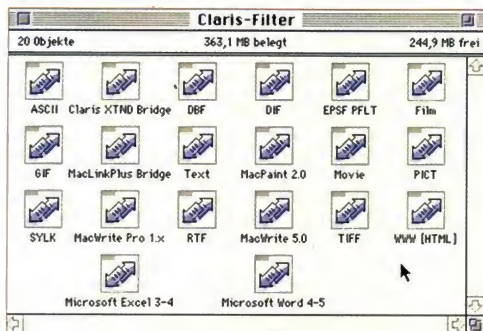 Claris-Filter
20 Objekte 363,1 MB belegt 244,9 MB frei
ASCII Claris XTND Bridge DBF DIF EPSF PFLT Film
GIF MacLinkPlus Bridge Text MacPaint 2.0 Movie PICT
SYLK MacWrite Pro 1.x RTF MacWrite 5.0 TIFF WWW [HTML]
Microsoft Excel 3-4 Microsoft Word 4-5